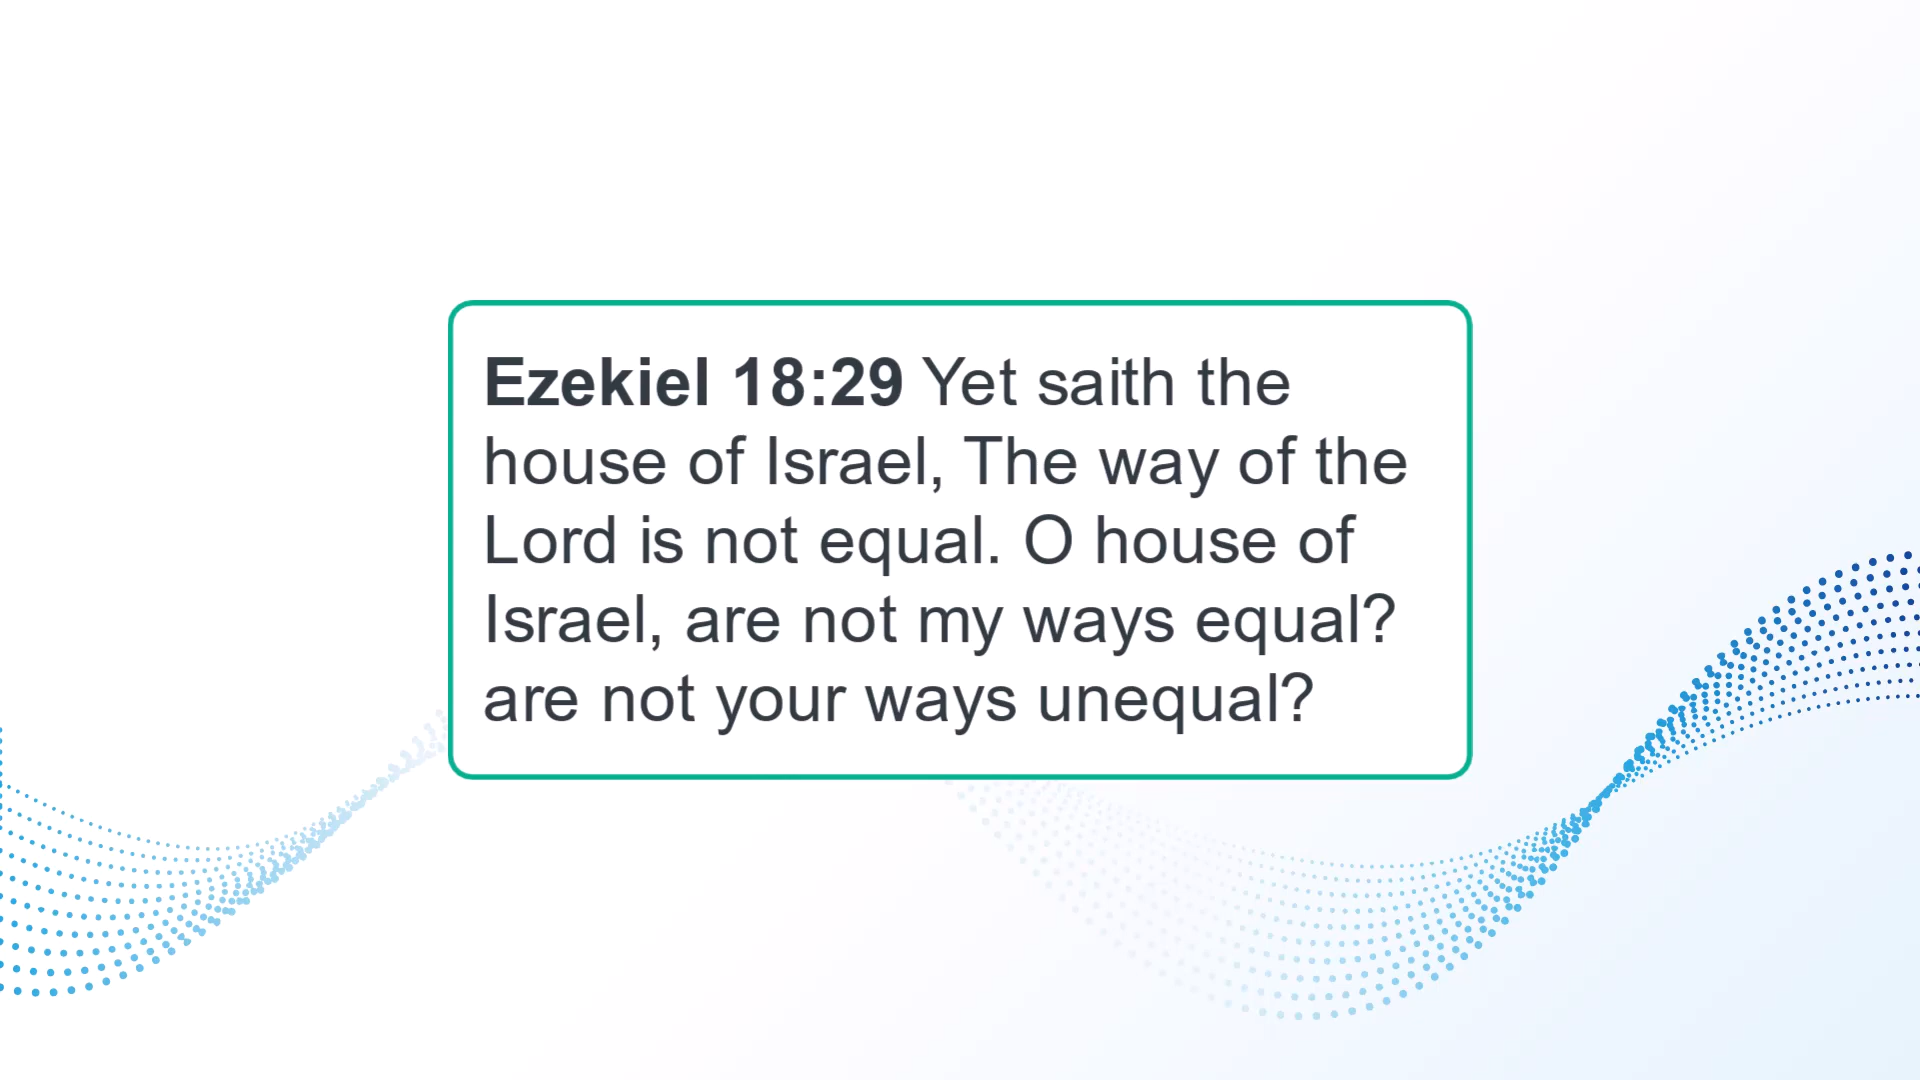 Ezekiel 18:29 Yet saith the
house of Israel, The way of the
Lord is not equal. O house of
Israel, are not my ways equal?
are not your ways unequal?